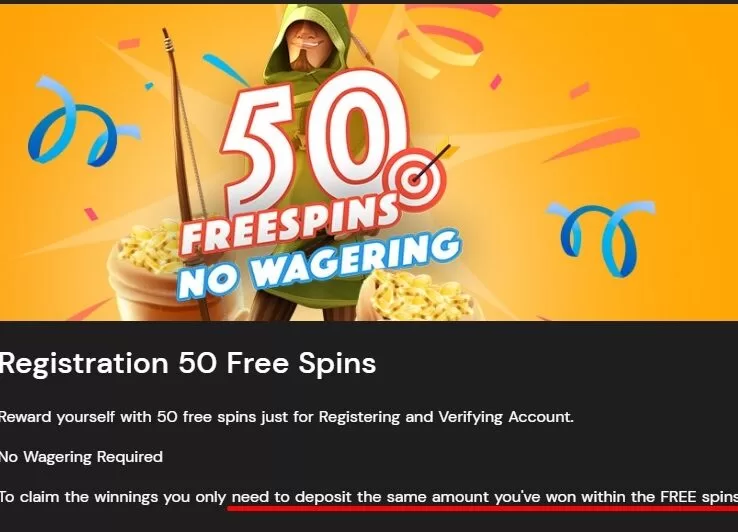 50
FREESPINS
NO WAGERING
Registration 50 Free Spins
Reward yourself with 50 free spins just for Registering and Verifying Account.
No Wagering Required
To claim the winnings you only need to deposit the same amount you've won within the FREE spins